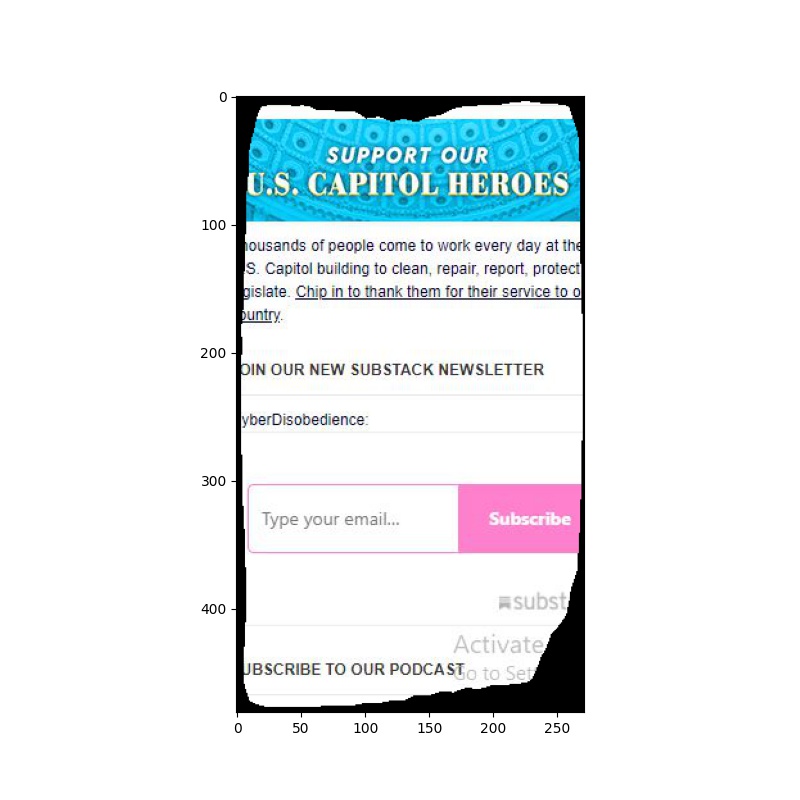 SUPPORT OUR
U.S. CAPITOL HEROES
housands of people come to work every day at the
S. Capitol building to clean, repair, report, protect
gislate. Chip in to thank them for their service to o
ountry.
OIN OUR NEW SUBSTACK NEWSLETTER
yberDisobedience:
Type your email... Subscribe
subst
Activate
Go to Set
UBSCRIBE TO OUR PODCAST
0
100
200
300
400
0 50 100 150 200 250